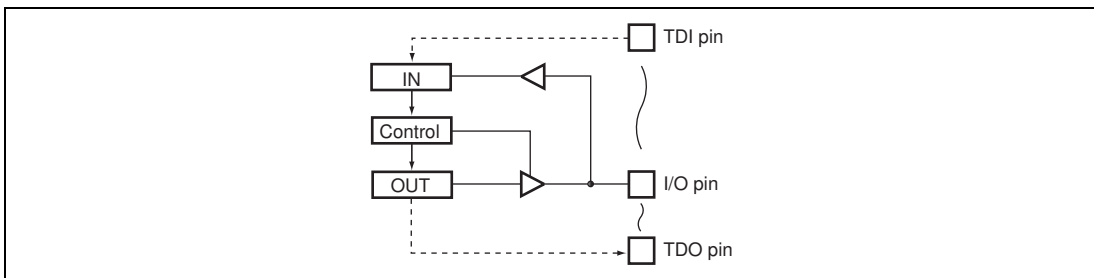 TDI pin
IN
Control
OUT
I/O pin
TDO pin